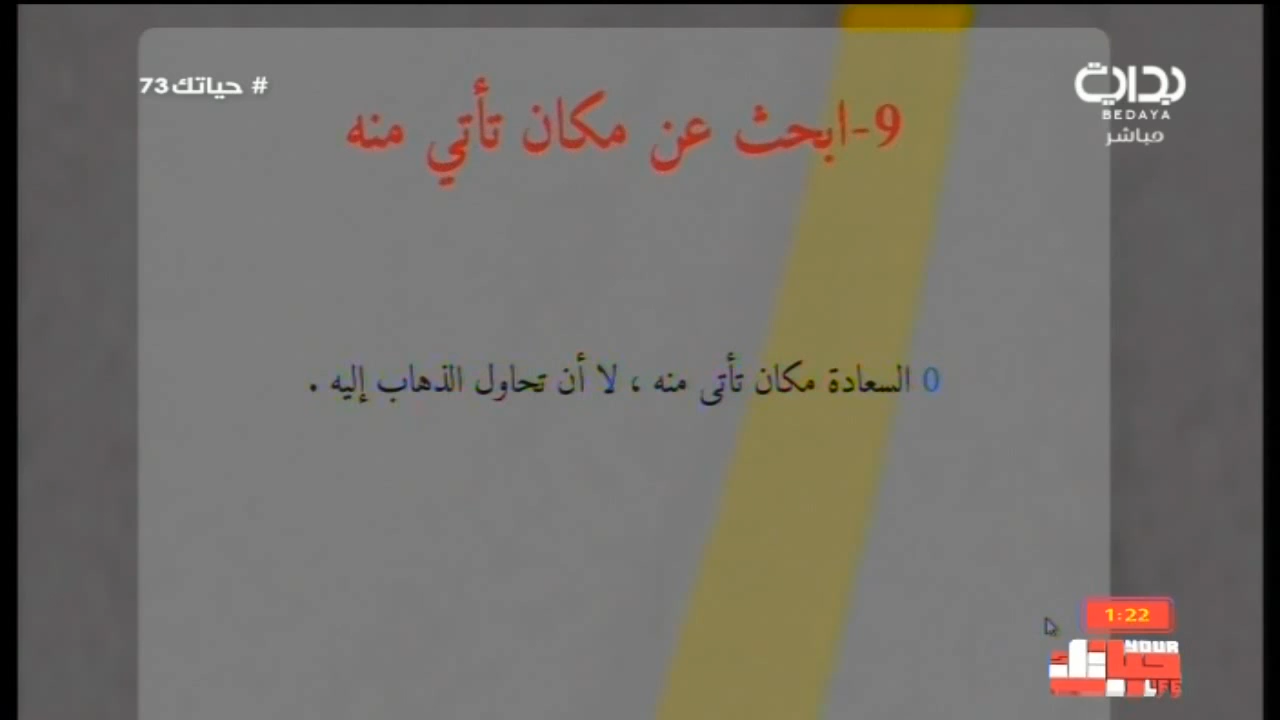 # حياتك73
بداية
BEDAYA
مباشر
9-ابحث عن مكان تأتي منه
0 السعادة مكان تأتى منه ، لا أن تحاول الذهاب إليه .
1:22
YOUR